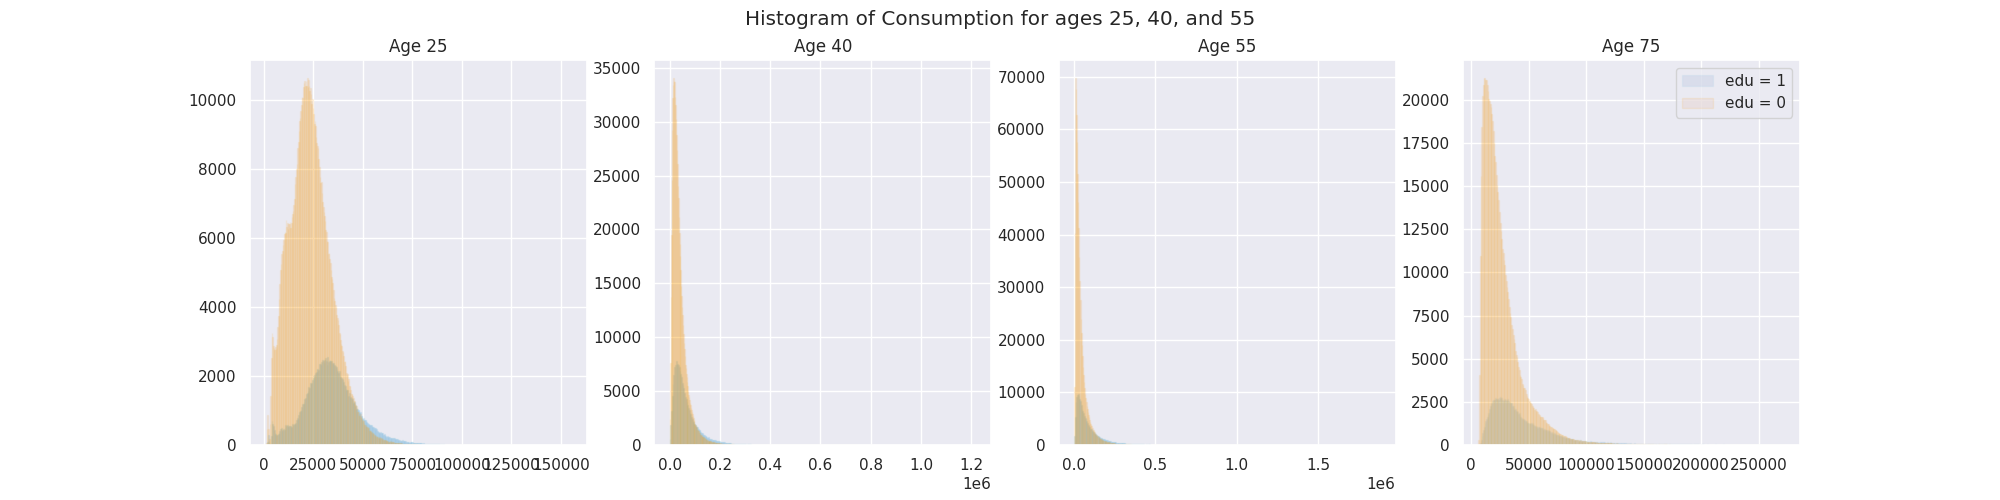 Histogram of Consumption for ages 25, 40, and 55
Age 25
10000
8000
6000
4000
2000
0
0 25000 50000 75000 100000 125000 150000
Age 40
35000
30000
25000
20000
15000
10000
5000
0
0.0 0.2 0.4 0.6 0.8 1.0 1.2
1e6
Age 55
70000
60000
50000
40000
30000
20000
10000
0
0.0 0.5 1.0 1.5
1e6
Age 75
edu = 1
edu = 0
20000
17500
15000
12500
10000
7500
5000
2500
0
0 50000 100000 150000 200000 250000